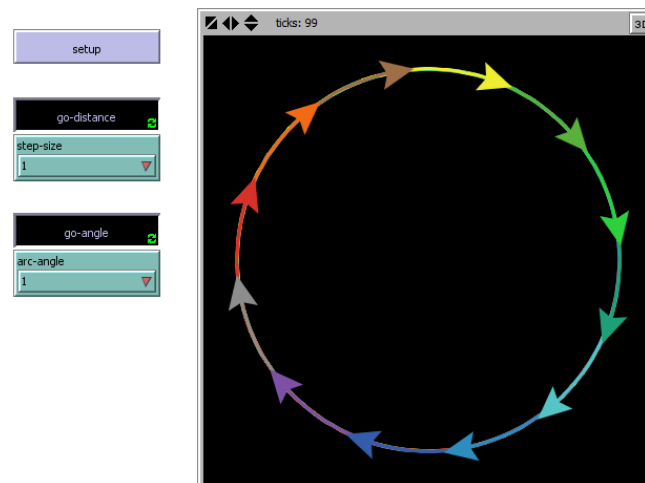 ticks: 99
3D
setup
go-distance
step-size
1
go-angle
arc-angle
1